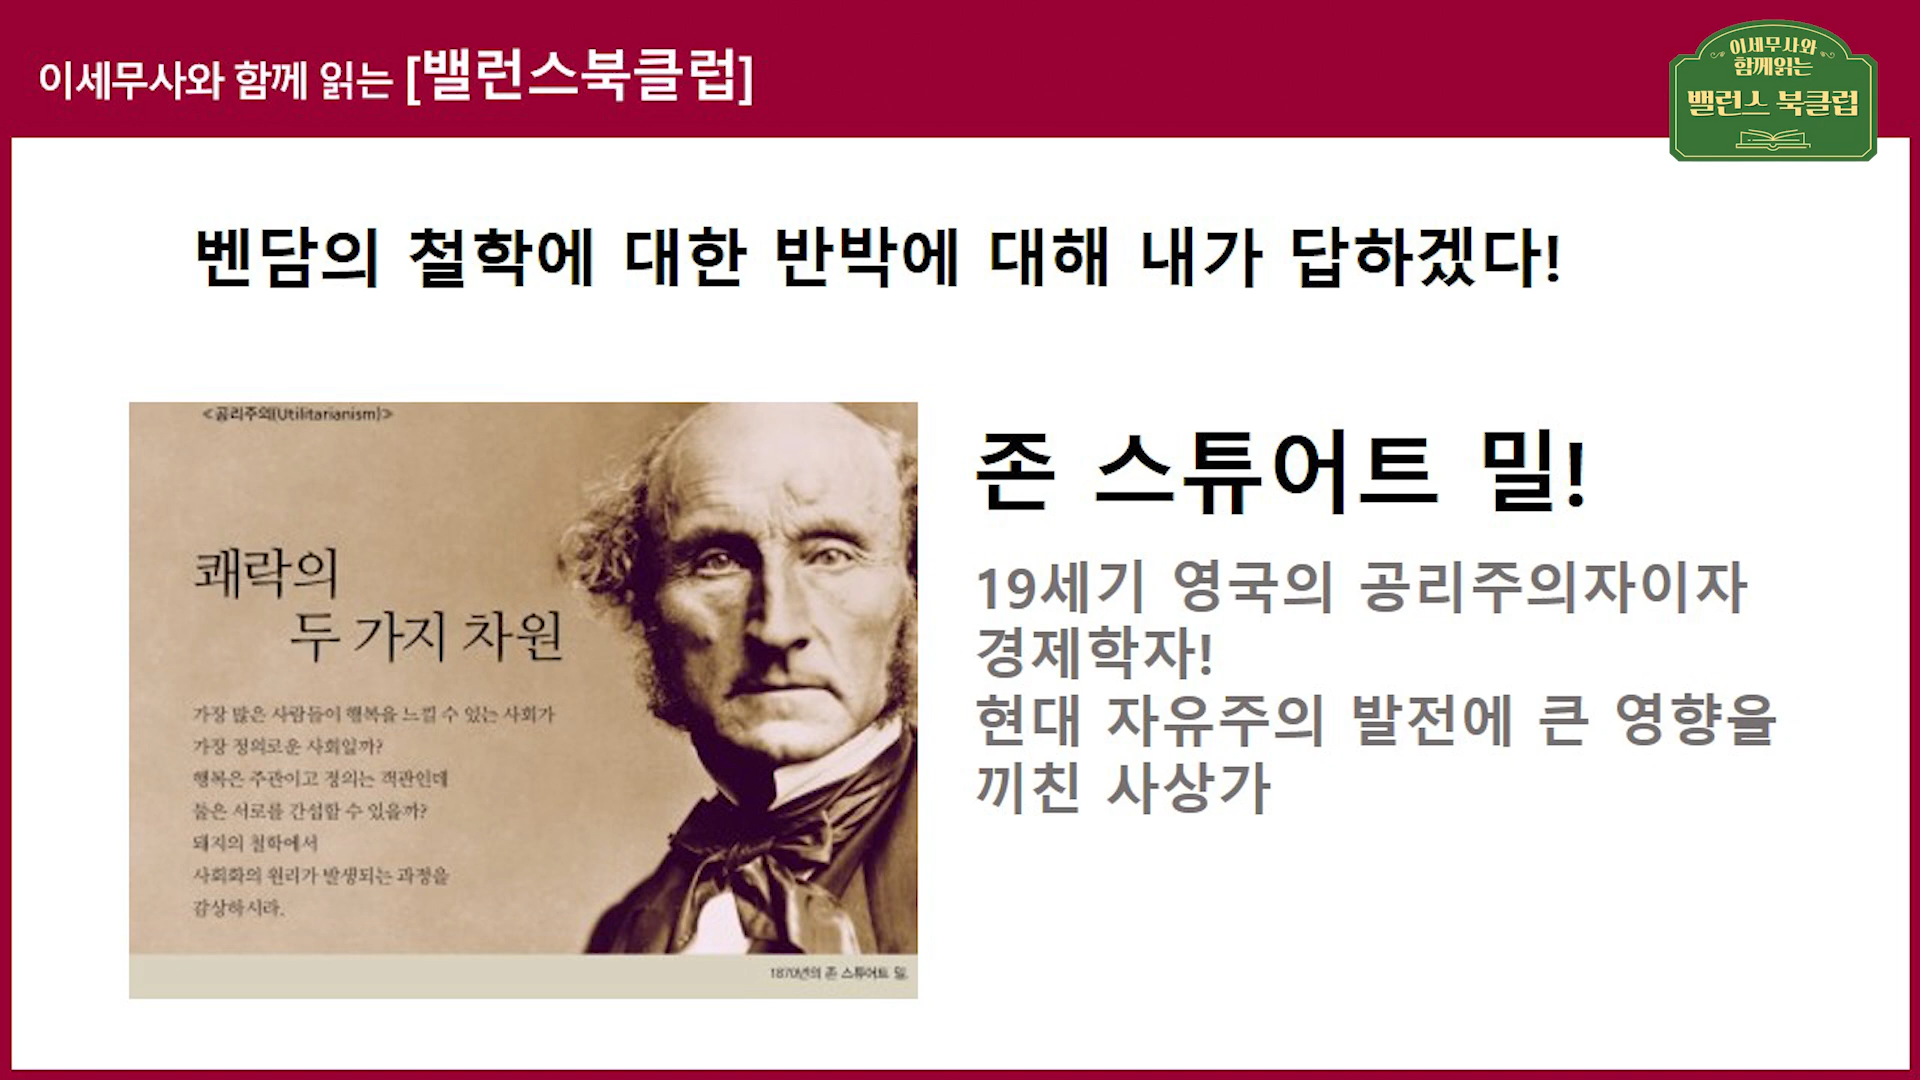 이세무사와 함께 읽는 [밸런스북클럽]
이세무사와
함께읽는
밸런스 북클럽
벤담의 철학에 대한 반박에 대해 내가 답하겠다!
≪공리주의(Utilitarianism)≫
쾌락의
두 가지 차원
가장 많은 사람들이 행복을 느낄 수 있는 사회가
가장 정의로운 사회일까?
행복은 주관이고 정의는 객관인데
둘은 서로를 간섭할 수 있을까?
돼지의 철학에서
사회화의 원리가 발생되는 과정을
감상하시라.
1870년의 존 스튜어트 밀.
존 스튜어트 밀!
19세기 영국의 공리주의자이자
경제학자!
현대 자유주의 발전에 큰 영향을
끼친 사상가